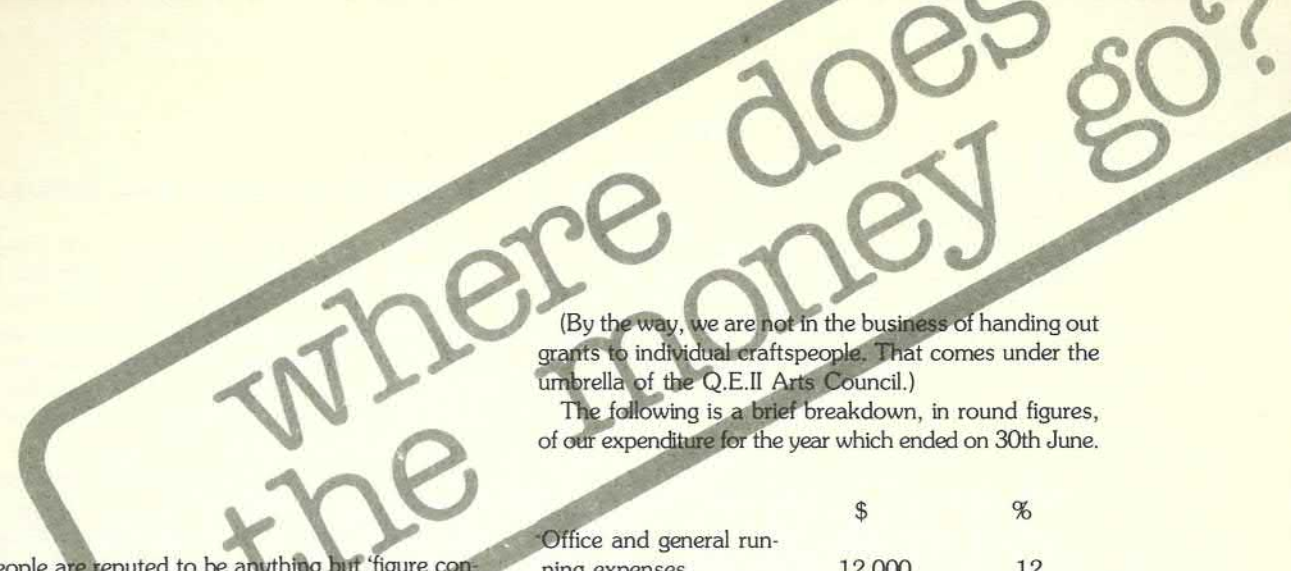 where does
the money go?
(By the way, we are not in the business of handing out
grants to individual craftspeople. That comes under the
umbrella of the Q.E.II Arts Council.)
The following is a brief breakdown, in round figures,
of our expenditure for the year which ended on 30th June.
$ %
Office and general run-
ning expenses 12,000 12
people are reputed to be anything but 'figure con-